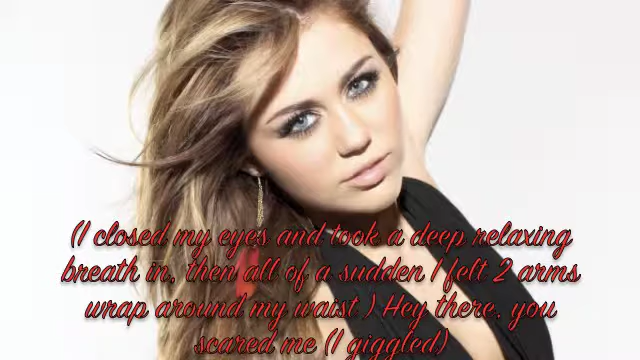 (I closed my eyes and took a deep relaxing
breath in, then all of a sudden I felt 2 arms
wrap around my waist ) Hey there, you
scared me (I giggled)